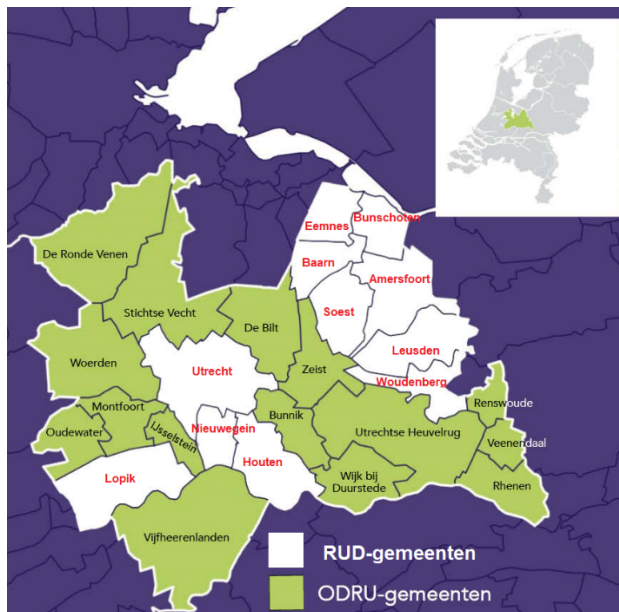 Bunschoten
Eemnes
De Ronde Venen
Baarn
Amersfoort
Stichtse Vecht
Soest
De Bilt
Leusden
Woerden
Zeist
Utrecht
Woudenberg
Renswoude
Montfoort
Bunnik
Oudewater
IJsselstein
Nieuwegein
Utrechtse Heuvelrug
Veenendaal
Houten
Lopik
Wijk bij
Duurstede
Rhenen
Vijfheerenlanden
RUD-gemeenten
ODRU-gemeenten